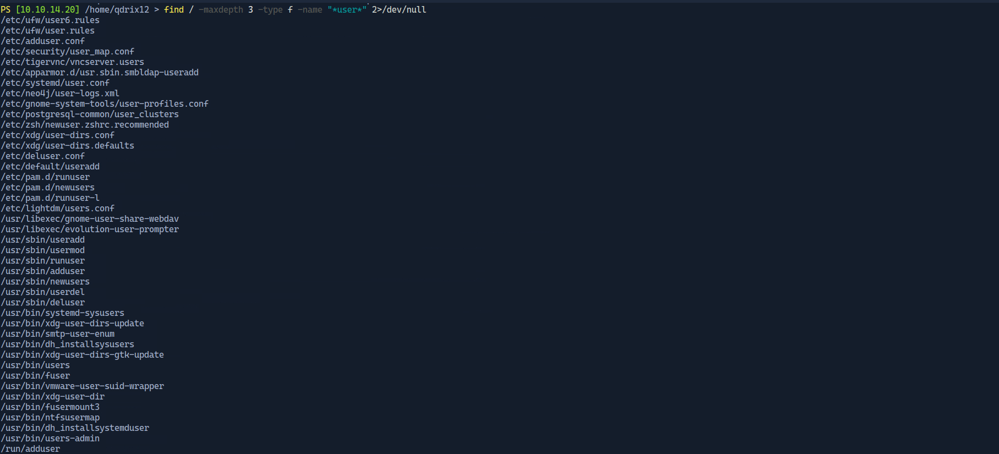 PS [10.10.14.20] /home/qdrix12 > find / -maxdepth 3 -type f -name "*user*" 2>/dev/null
/etc/ufw/user6.rules
/etc/ufw/user.rules
/etc/adduser.conf
/etc/security/user_map.conf
/etc/tigervnc/vncserver.users
/etc/apparmor.d/usr.sbin.smbldap-useradd
/etc/systemd/user.conf
/etc/neo4j/user-logs.xml
/etc/gnome-system-tools/user-profiles.conf
/etc/postgresql-common/user_clusters
/etc/zsh/newuser.zshrc.recommended
/etc/xdg/user-dirs.conf
/etc/xdg/user-dirs.defaults
/etc/deluser.conf
/etc/default/useradd
/etc/pam.d/runuser
/etc/pam.d/newusers
/etc/pam.d/runuser-l
/etc/lightdm/users.conf
/usr/libexec/gnome-user-share-webdav
/usr/libexec/evolution-user-prompter
/usr/sbin/useradd
/usr/sbin/usermod
/usr/sbin/runuser
/usr/sbin/adduser
/usr/sbin/newusers
/usr/sbin/userdel
/usr/sbin/deluser
/usr/bin/systemd-sysusers
/usr/bin/xdg-user-dirs-update
/usr/bin/smtp-user-enum
/usr/bin/dh_installsysusers
/usr/bin/xdg-user-dirs-gtk-update
/usr/bin/users
/usr/bin/fuser
/usr/bin/vmware-user-suid-wrapper
/usr/bin/xdg-user-dir
/usr/bin/fusermount3
/usr/bin/ntfsusermap
/usr/bin/dh_installsystemduser
/usr/bin/users-admin
/run/adduser